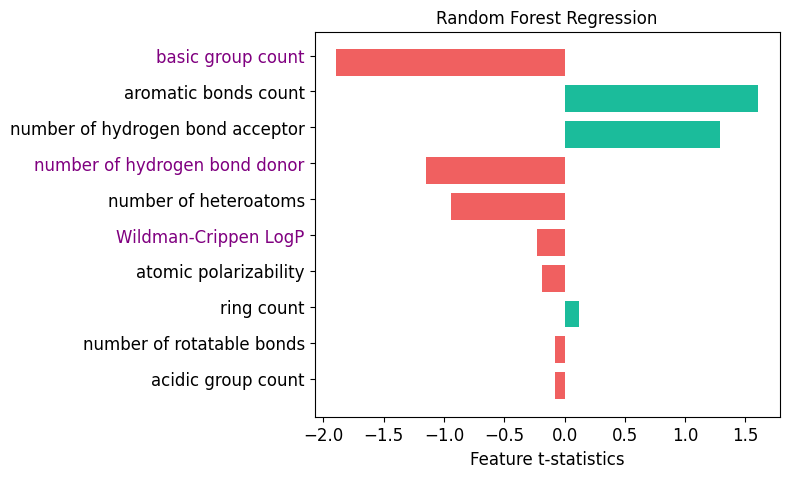 Random Forest Regression
basic group count
aromatic bonds count
number of hydrogen bond acceptor
number of hydrogen bond donor
number of heteroatoms
Wildman-Crippen LogP
atomic polarizability
ring count
number of rotatable bonds
acidic group count
−2.0 −1.5 −1.0 −0.5 0.0 0.5 1.0 1.5
Feature t-statistics